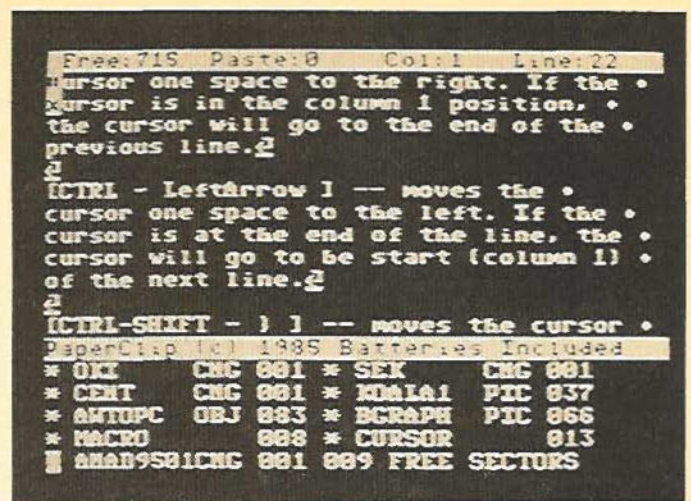 Free:715 Paste:0 Col:1 Line:22
cursor one space to the right. If the •
cursor is in the column 1 position, •
the cursor will go to the end of the •
previous line.
[CTRL - LeftArrow ] -- moves the •
cursor one space to the left. If the •
cursor is at the end of the line, the •
cursor will go to be start (column 1) •
of the next line.
[CTRL-SHIFT - } ] -- moves the cursor •
PaperClip (c) 1985 Batteries Included
* OXI CNG 001 * SEK CNG 001
* CENT CNG 001 * KOALA1 PIC 037
* AWTOPC OBJ 083 * BGRAPH PIC 066
* MACRO 008 * CURSOR 013
AMAD9501CNG 001 009 FREE SECTORS